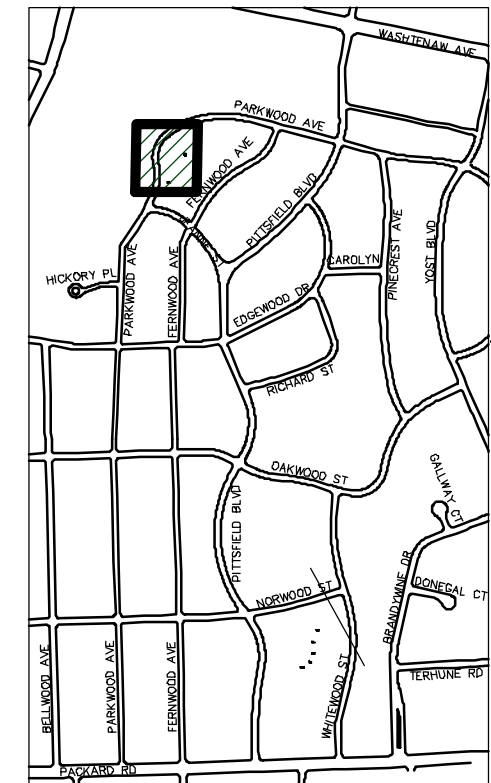 WASHTENAW AVE
PARKWOOD AVE
FERNWOOD AVE
PITTSFIELD BLVD
CAROLYN
PINECREST AVE
YOST BLVD
HICKORY PL
PARKWOOD AVE
FERNWOOD AVE
EDGEWOOD DR
RICHARD ST
OAKWOOD ST
GALLWAY CT
PITTSFIELD BLVD
NORWOOD ST
BRANDYWINE DR
DONEGAL CT
TERHUNE RD
WHITEWOOD ST
BELLWOOD AVE
PARKWOOD AVE
FERNWOOD AVE
PACKARD RD